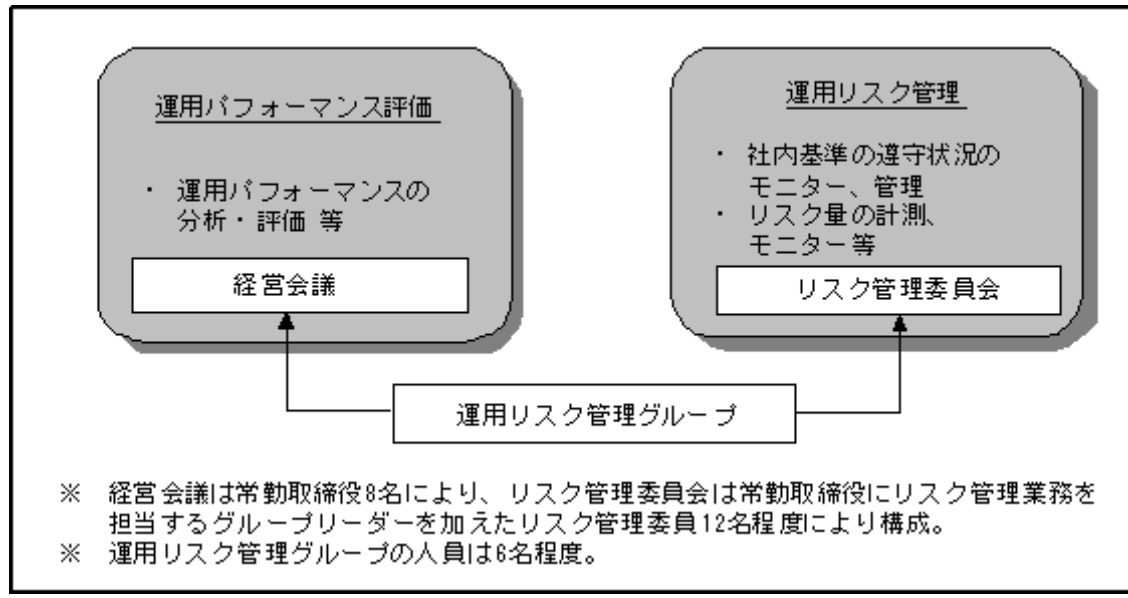 運用パフォーマンス評価
・ 運用パフォーマンスの
分析・評価 等
経営会議
運用リスク管理
・ 社内基準の遵守状況の
モニター、管理
・ リスク量の計測、
モニター等
リスク管理委員会
運用リスク管理グループ
※ 経営会議は常勤取締役8名により、リスク管理委員会は常勤取締役にリスク管理業務を
担当するグループリーダーを加えたリスク管理委員12名程度により構成。
※ 運用リスク管理グループの人員は6名程度。